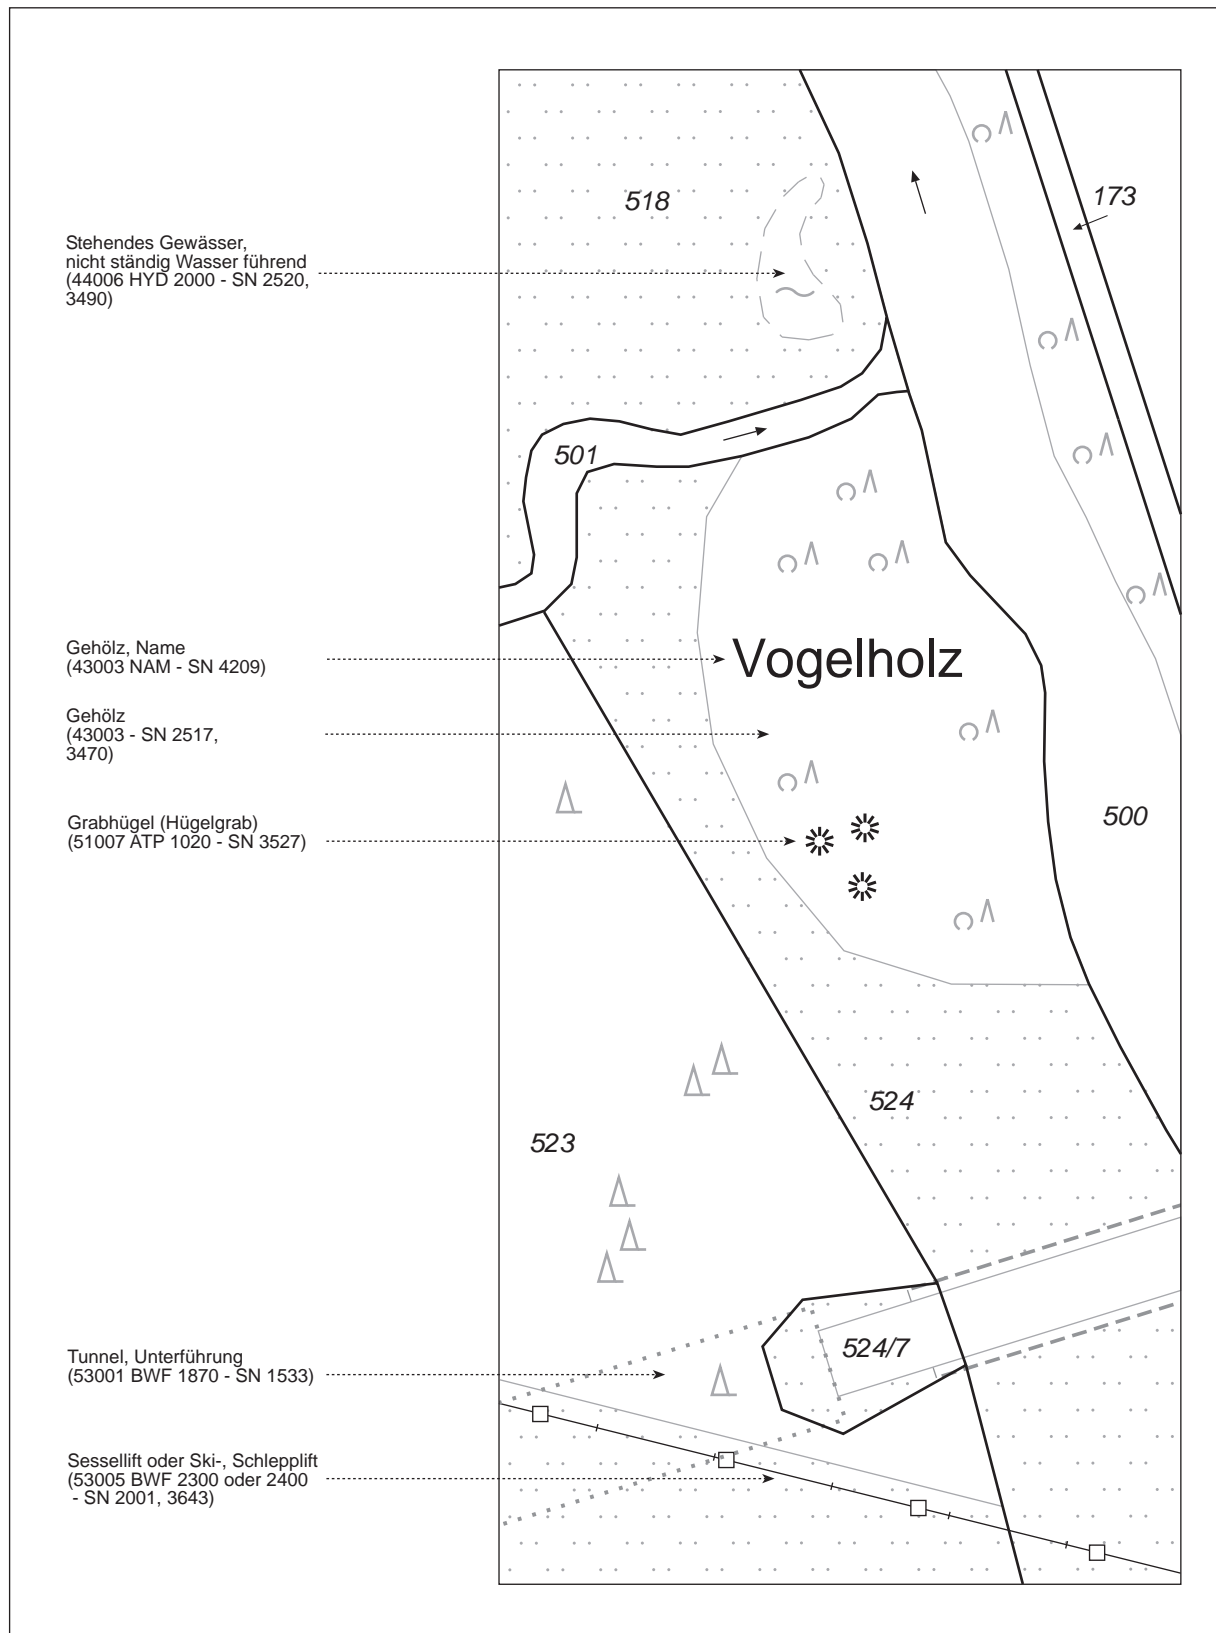 518
173
Stehendes Gewässer,
nicht ständig Wasser führend
(44006 HYD 2000 - SN 2520,
3490)
501
Gehölz, Name
(43003 NAM - SN 4209)
Vogelholz
Gehölz
(43003 - SN 2517,
3470)
Grabhügel (Hügelgrab)
(51007 ATP 1020 - SN 3527)
500
524
523
524/7
Tunnel, Unterführung
(53001 BWF 1870 - SN 1533)
Sessellift oder Ski-, Schlepplift
(53005 BWF 2300 oder 2400
- SN 2001, 3643)